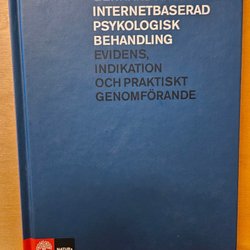 INTERNETBASERAD
PSYKOLOGISK
BEHANDLING
EVIDENS,
INDIKATION
OCH PRAKTISKT
GENOMFÖRANDE